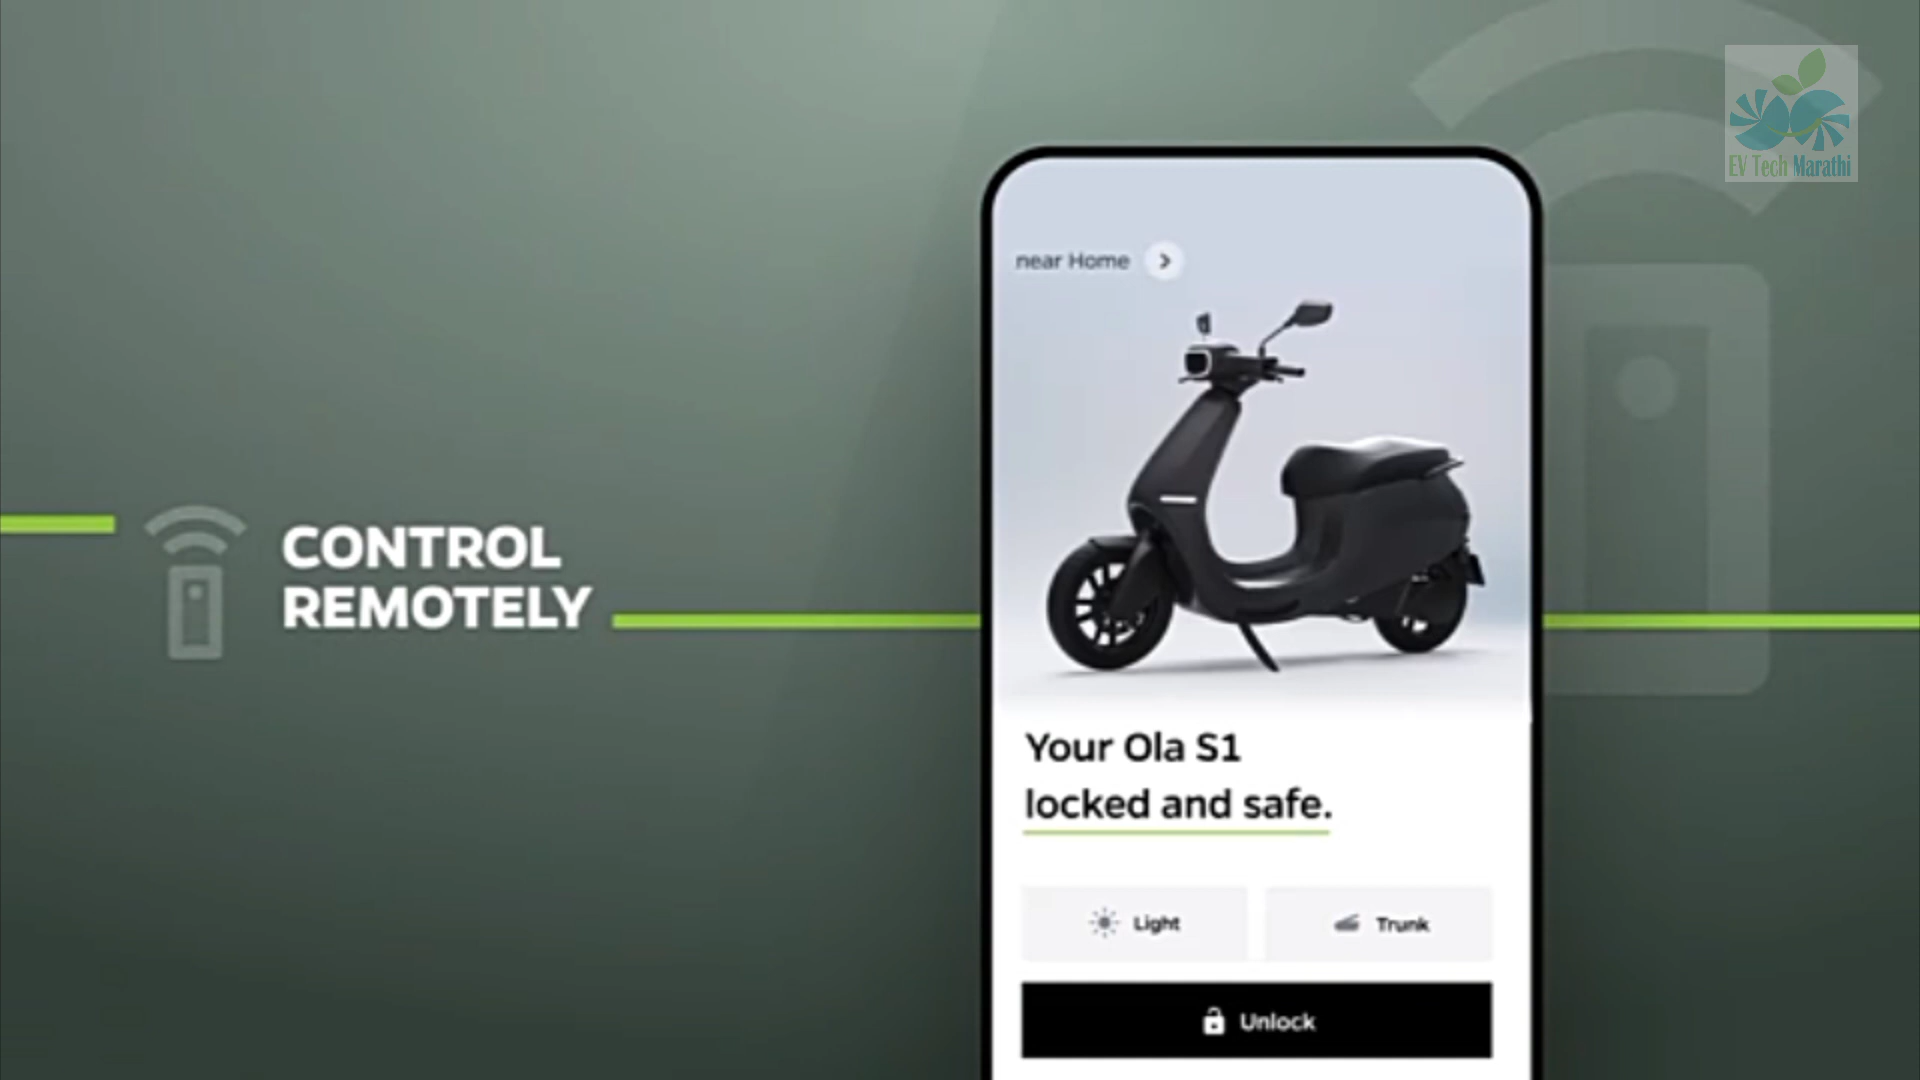 EV Tech Marathi
near Home
CONTROL
REMOTELY
Your Ola S1
locked and safe.
Light
Trunk
Unlock